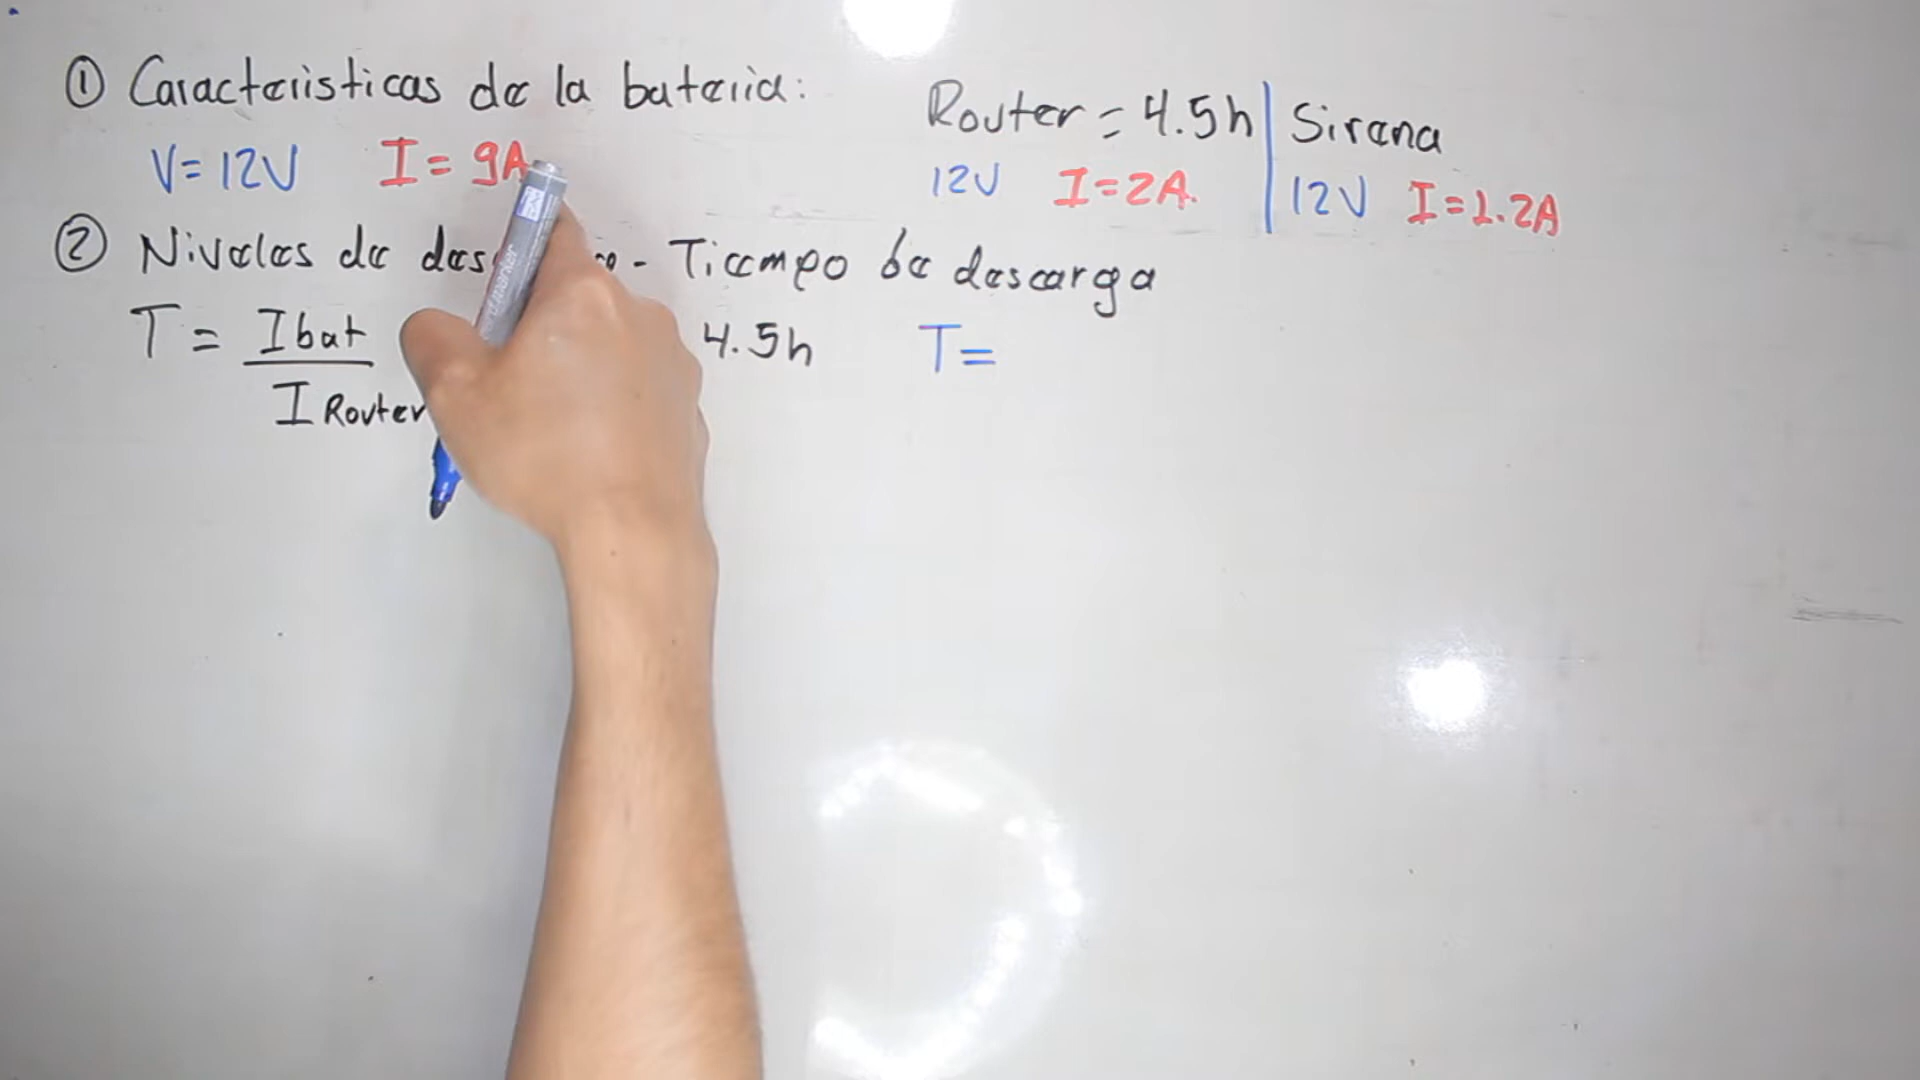 ① Caracteristicas de la bateria:
V=12V I=9A
Router=4.5h | Sirena
12V I=2A. | 12V I=1.2A
② Niveles de - Tiempo de descarga
T = Ibat / I Router 4.5h T=